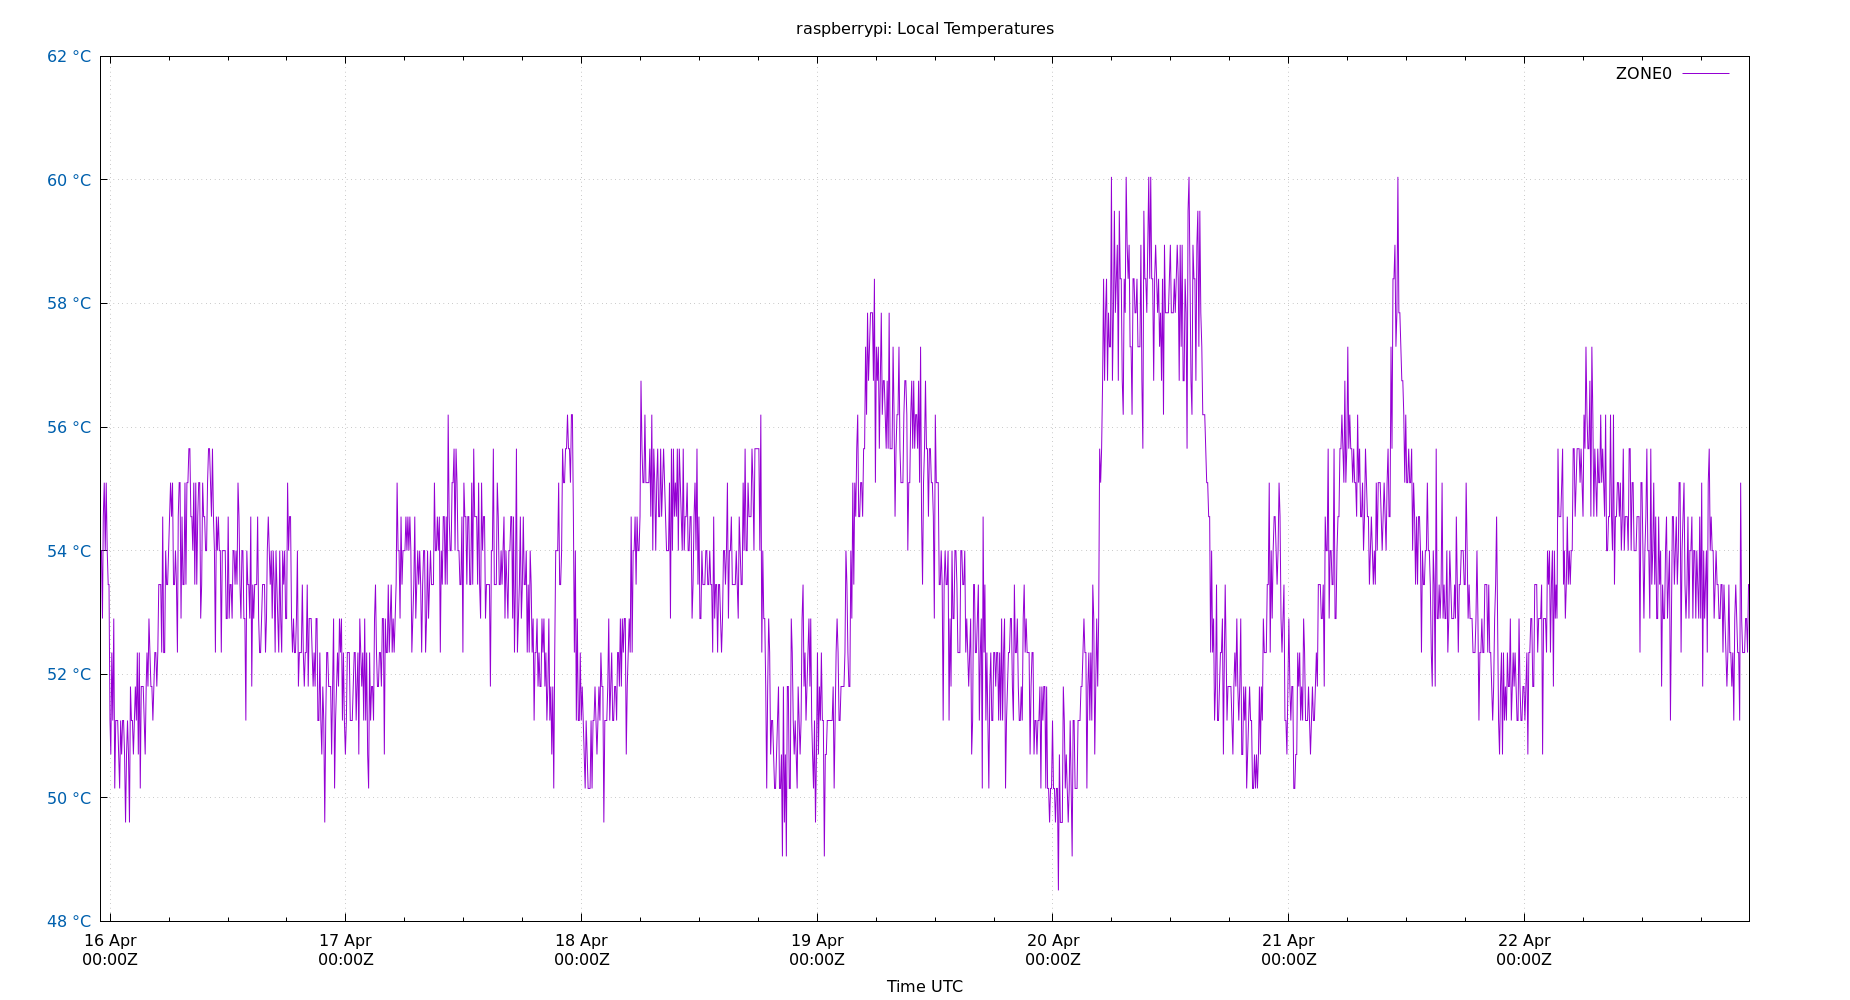 raspberrypi: Local Temperatures
ZONE0
62 °C
60 °C
58 °C
56 °C
54 °C
52 °C
50 °C
48 °C
16 Apr 17 Apr 18 Apr 19 Apr 20 Apr 21 Apr 22 Apr
00:00Z 00:00Z 00:00Z 00:00Z 00:00Z 00:00Z 00:00Z
Time UTC